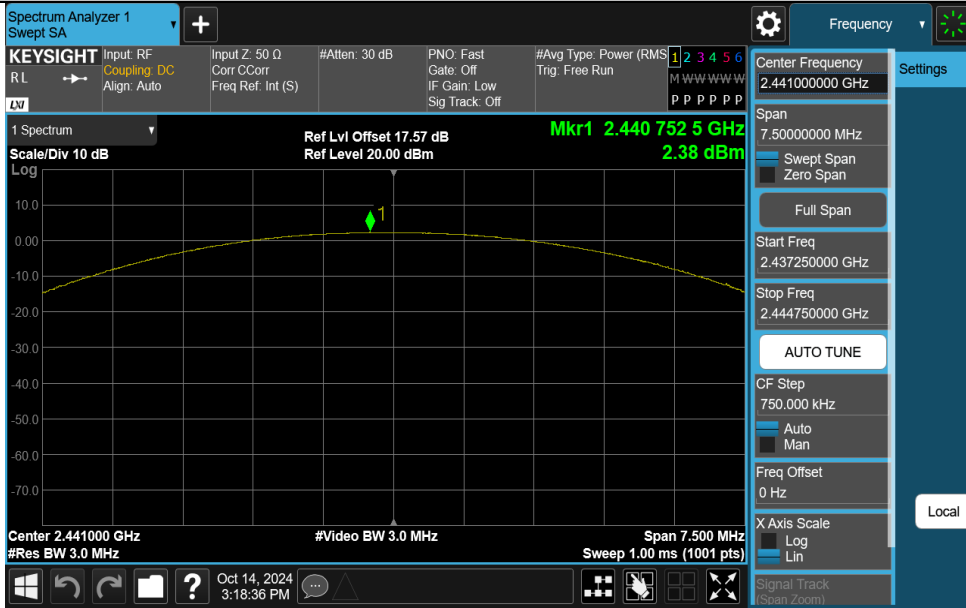 Spectrum Analyzer 1
Swept SA
+
Frequency
KEYSIGHT
RL
LXI
Input: RF
Coupling: DC
Align: Auto
Input Z: 50 Ω
Corr CCorr
Freq Ref: Int (S)
#Atten: 30 dB
PNO: Fast
Gate: Off
IF Gain: Low
Sig Track: Off
#Avg Type: Power (RMS
Trig: Free Run
1 2 3 4 5 6
M W W W W W
P P P P P P
1 Spectrum
Scale/Div 10 dB
Log
Ref Lvl Offset 17.57 dB
Ref Level 20.00 dBm
Mkr1 2.440 752 5 GHz
2.38 dBm
1
10.0
0.00
-10.0
-20.0
-30.0
-40.0
-50.0
-60.0
-70.0
Center 2.441000 GHz
#Res BW 3.0 MHz
#Video BW 3.0 MHz
Span 7.500 MHz
Sweep 1.00 ms (1001 pts)
Center Frequency
2.441000000 GHz
Span
7.50000000 MHz
Swept Span
Zero Span
Full Span
Start Freq
2.437250000 GHz
Stop Freq
2.444750000 GHz
AUTO TUNE
CF Step
750.000 kHz
Auto
Man
Freq Offset
0 Hz
X Axis Scale
Log
Lin
Signal Track
(Span Zoom)
Settings
Local
?
Oct 14, 2024
3:18:36 PM